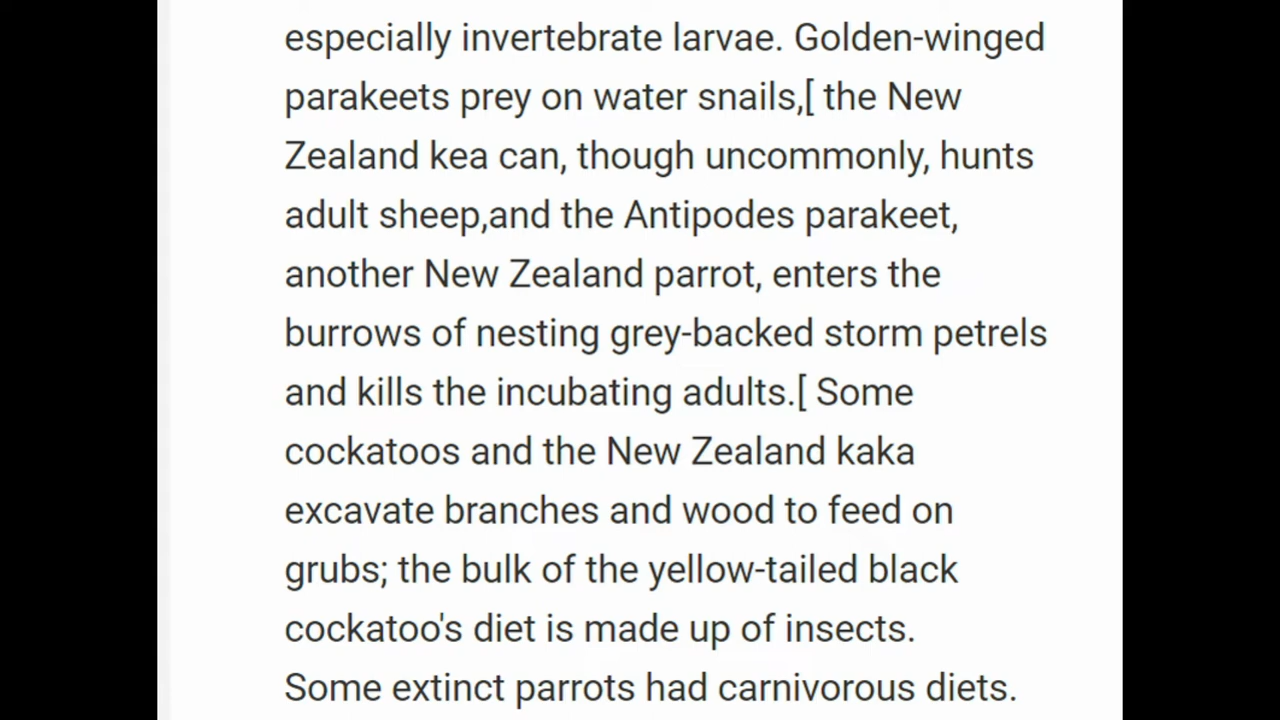 especially invertebrate larvae. Golden-winged
parakeets prey on water snails,[ the New
Zealand kea can, though uncommonly, hunts
adult sheep,and the Antipodes parakeet,
another New Zealand parrot, enters the
burrows of nesting grey-backed storm petrels
and kills the incubating adults.[ Some
cockatoos and the New Zealand kaka
excavate branches and wood to feed on
grubs; the bulk of the yellow-tailed black
cockatoo's diet is made up of insects.
Some extinct parrots had carnivorous diets.